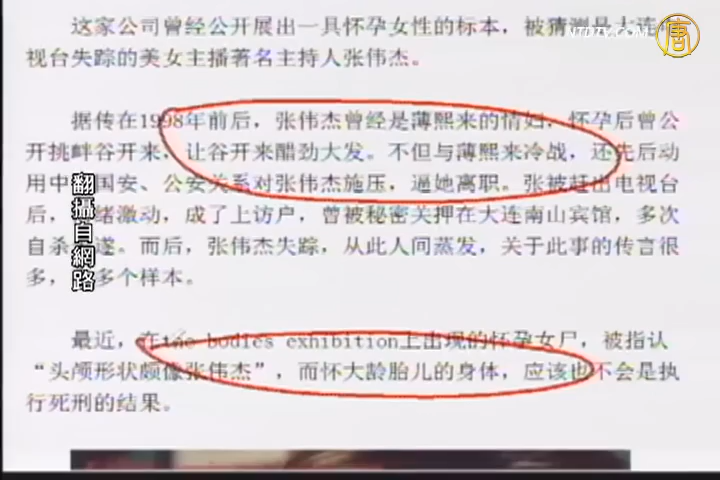 这家公司曾经公开展出一具怀孕女性的标本，被猜测是大连
视台失踪的美女主播著名主持人张伟杰。
NTDTV.COM
唐
据传在1998年前后，张伟杰曾经是薄熙来的情妇，怀孕后曾公
开挑衅谷开来，让谷开来醋劲大发。不但与薄熙来冷战，还先后动
用中 国安、公安关系对张伟杰施压，逼她离职。张被赶出电视台
后， 绪激动，成了上访户，曾被秘密关押在大连南山宾馆，多次
自杀 遂。而后，张伟杰失踪，从此人间蒸发，关于此事的传言很
多， 多个样本。
翻攝自網路
最近，在the bodies exhibition上出现的怀孕女尸，被指认
“头颅形状颇像张伟杰”，而怀大龄胎儿的身体，应该也不会是执
行死刑的结果。